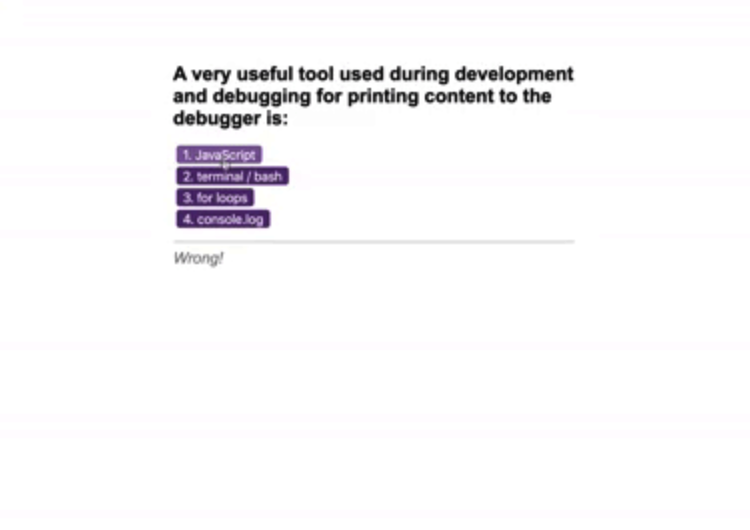 A very useful tool used during development
and debugging for printing content to the
debugger is:
1. JavaScript
2. terminal / bash
3. for loops
4. console.log
Wrong!